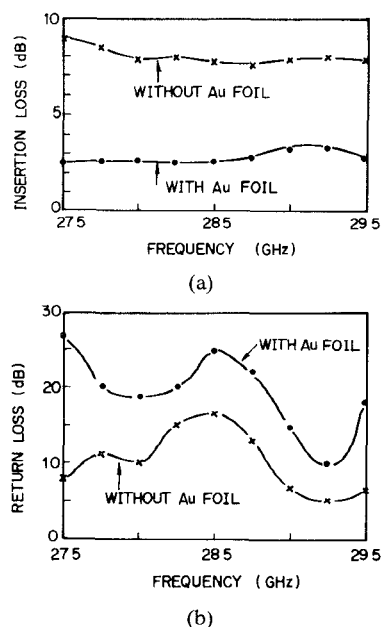 INSERTION LOSS (dB)
10
5
0
WITHOUT Au FOIL
WITH Au FOIL
27 5 28 5 29 5
FREQUENCY (GHz)
(a)
RETURN LOSS (dB)
30
20
10
0
WITH Au FOIL
WITHOUT Au FOIL
27 5 28 5 29 5
FREQUENCY (GHz)
(b)